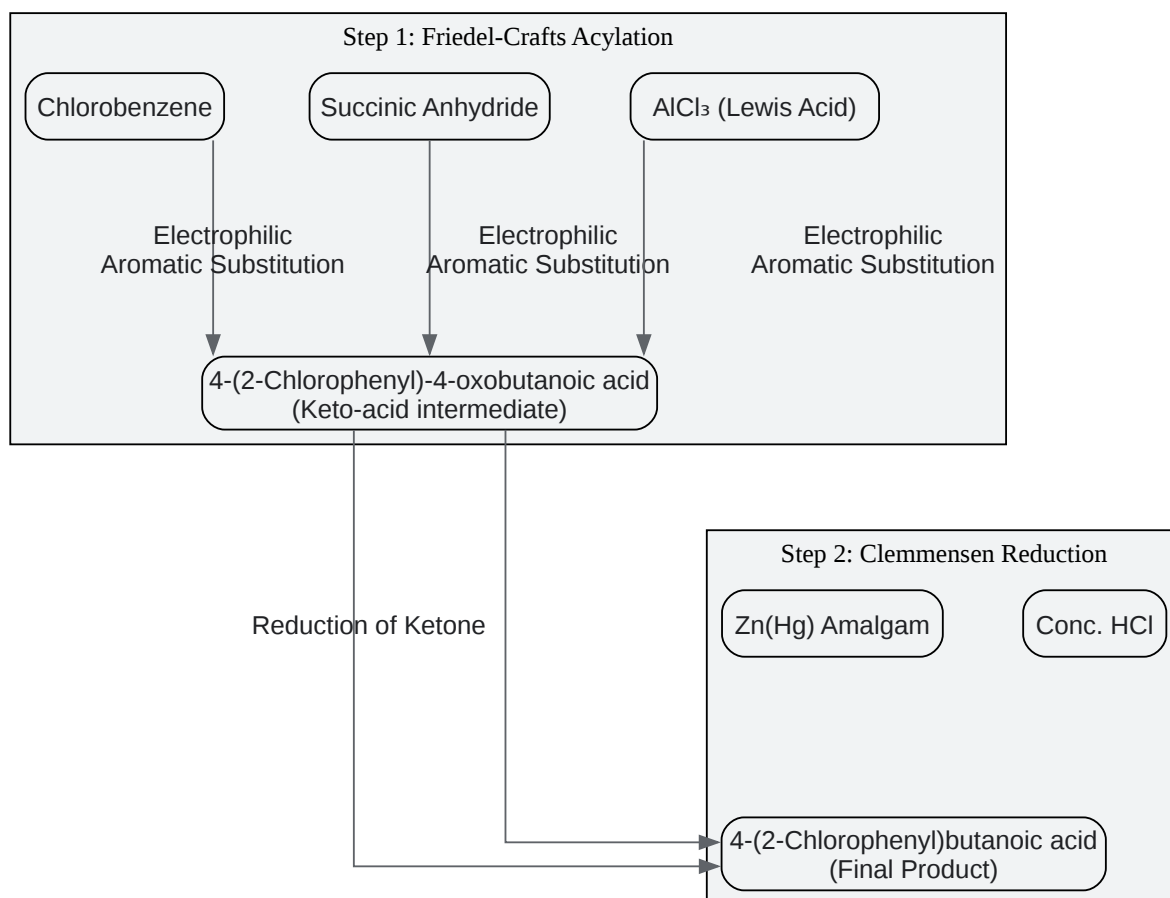 Step 1: Friedel-Crafts Acylation
Chlorobenzene
Succinic Anhydride
AlCl₃ (Lewis Acid)
Electrophilic
Aromatic Substitution
Electrophilic
Aromatic Substitution
Electrophilic
Aromatic Substitution
4-(2-Chlorophenyl)-4-oxobutanoic acid
(Keto-acid intermediate)
Step 2: Clemmensen Reduction
Reduction of Ketone
Zn(Hg) Amalgam
Conc. HCl
4-(2-Chlorophenyl)butanoic acid
(Final Product)